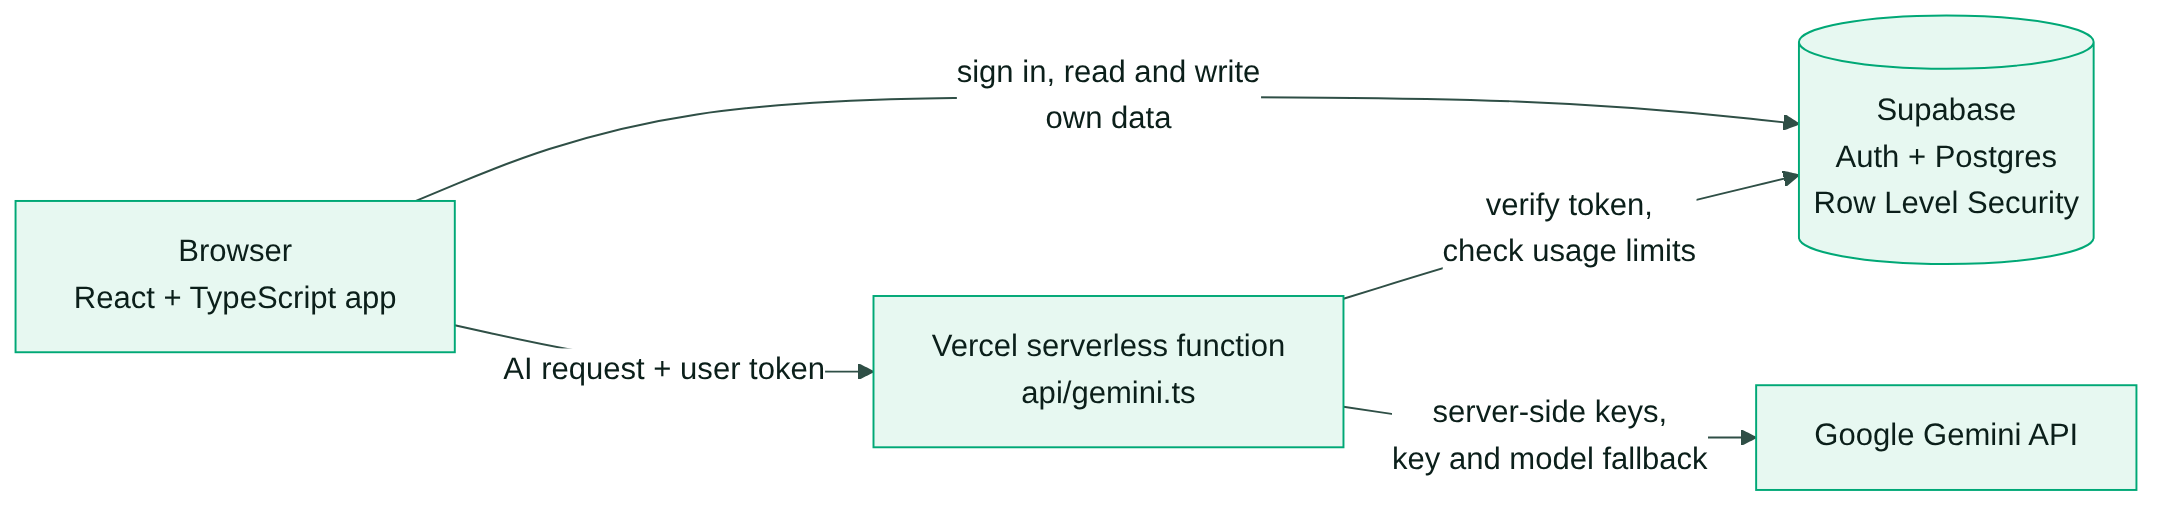 sign in, read and write
own data
Supabase
Auth + Postgres
Row Level Security
verify token,
check usage limits
Browser
React + TypeScript app
AI request + user token
Vercel serverless function
api/gemini.ts
server-side keys,
key and model fallback
Google Gemini API